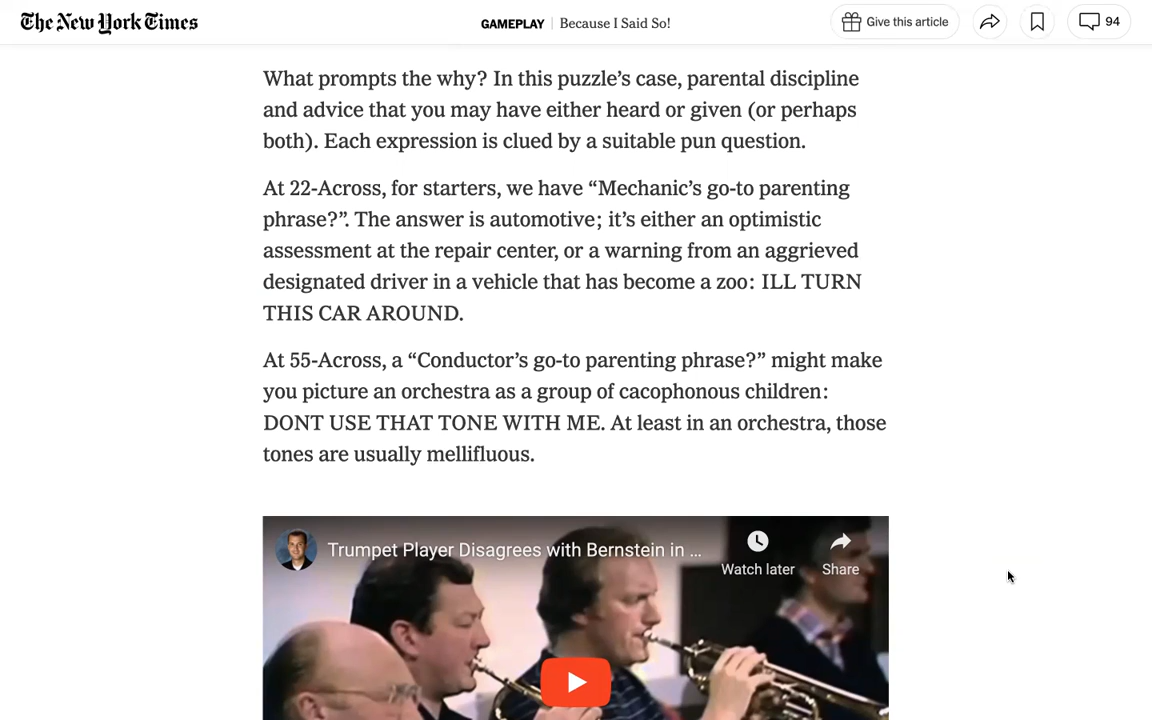 The New York Times
GAMEPLAY | Because I Said So!
Give this article
94
What prompts the why? In this puzzle’s case, parental discipline
and advice that you may have either heard or given (or perhaps
both). Each expression is clued by a suitable pun question.
At 22-Across, for starters, we have “Mechanic’s go-to parenting
phrase?”. The answer is automotive; it’s either an optimistic
assessment at the repair center, or a warning from an aggrieved
designated driver in a vehicle that has become a zoo: ILL TURN
THIS CAR AROUND.
At 55-Across, a “Conductor’s go-to parenting phrase?” might make
you picture an orchestra as a group of cacophonous children:
DONT USE THAT TONE WITH ME. At least in an orchestra, those
tones are usually mellifluous.
Trumpet Player Disagrees with Bernstein in ...
Watch later
Share